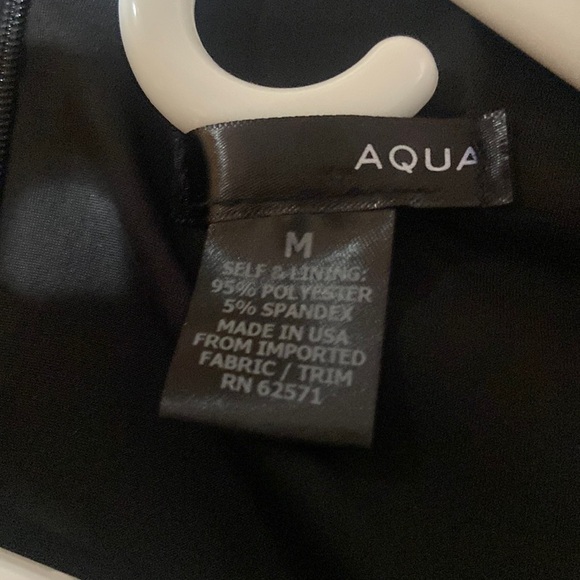 AQUA
M
SELF & LINING:
95% POLYESTER
5% SPANDEX
MADE IN USA
FROM IMPORTED
FABRIC / TRIM
RN 62571